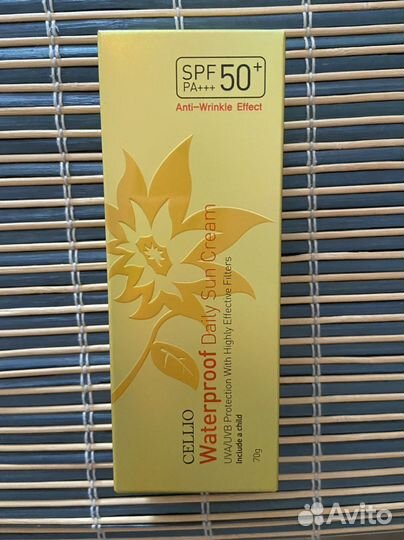 SPF 50+
PA+++
Anti-Wrinkle Effect
CELLIO
Waterproof Daily Sun Cream
UVA/UVB Protection With Highly Effective Filters
Include a child
70g
Avito